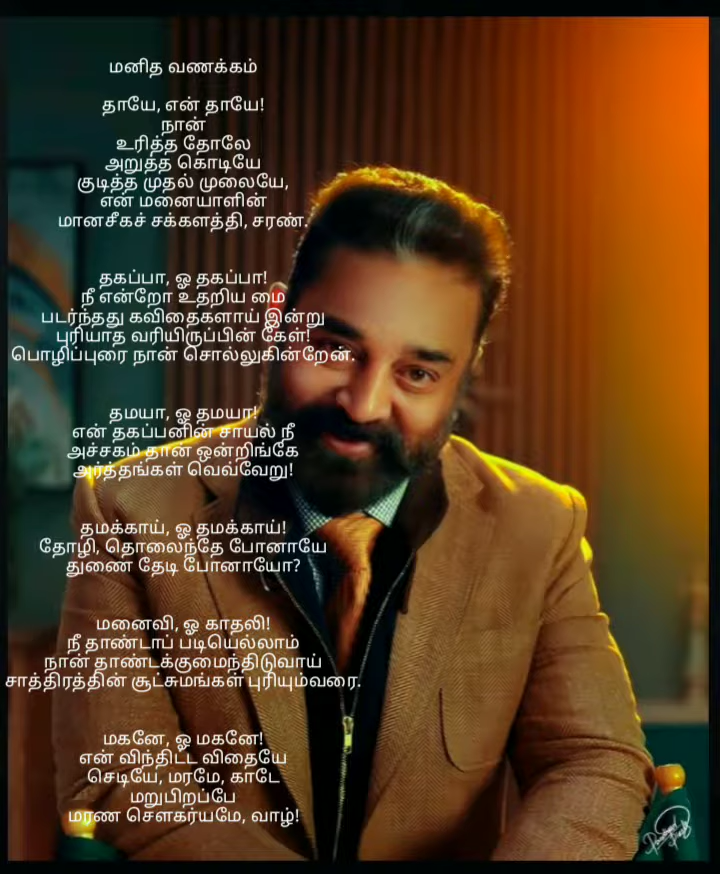 மனித வணக்கம்
தாயே, என் தாயே!
நான்
உரித்த தோலே
அறுத்த கொடியே
குடித்த முதல் முலையே,
என் மனையாளின்
மானசீகச் சக்களத்தி, சரண்.
தகப்பா, ஓ தகப்பா!
நீ என்றோ உதறிய மை
படர்ந்தது கவிதைகளாய் இன்று
புரியாத வரியிருப்பின் கேள்!
பொழிப்புரை நான் சொல்லுகின்றேன்.
தமயா, ஓ தமயா!
என் தகப்பனின் சாயல் நீ
அச்சகம் தான் ஒன்றிங்கே
அர்த்தங்கள் வெவ்வேறு!
தமக்காய், ஓ தமக்காய்!
தோழி, தொலைந்தே போனாயே
துணை தேடி போனாயோ?
மனைவி, ஓ காதலி!
நீ தாண்டாப் படியெல்லாம்
நான் தாண்டக்குமைந்திடுவாய்
சாத்திரத்தின் சூட்சுமங்கள் புரியும்வரை.
மகனே, ஓ மகனே!
என் விந்திட்ட விதையே
செடியே, மரமே, காடே
மறுபிறப்பே
மரண சௌகர்யமே, வாழ்!